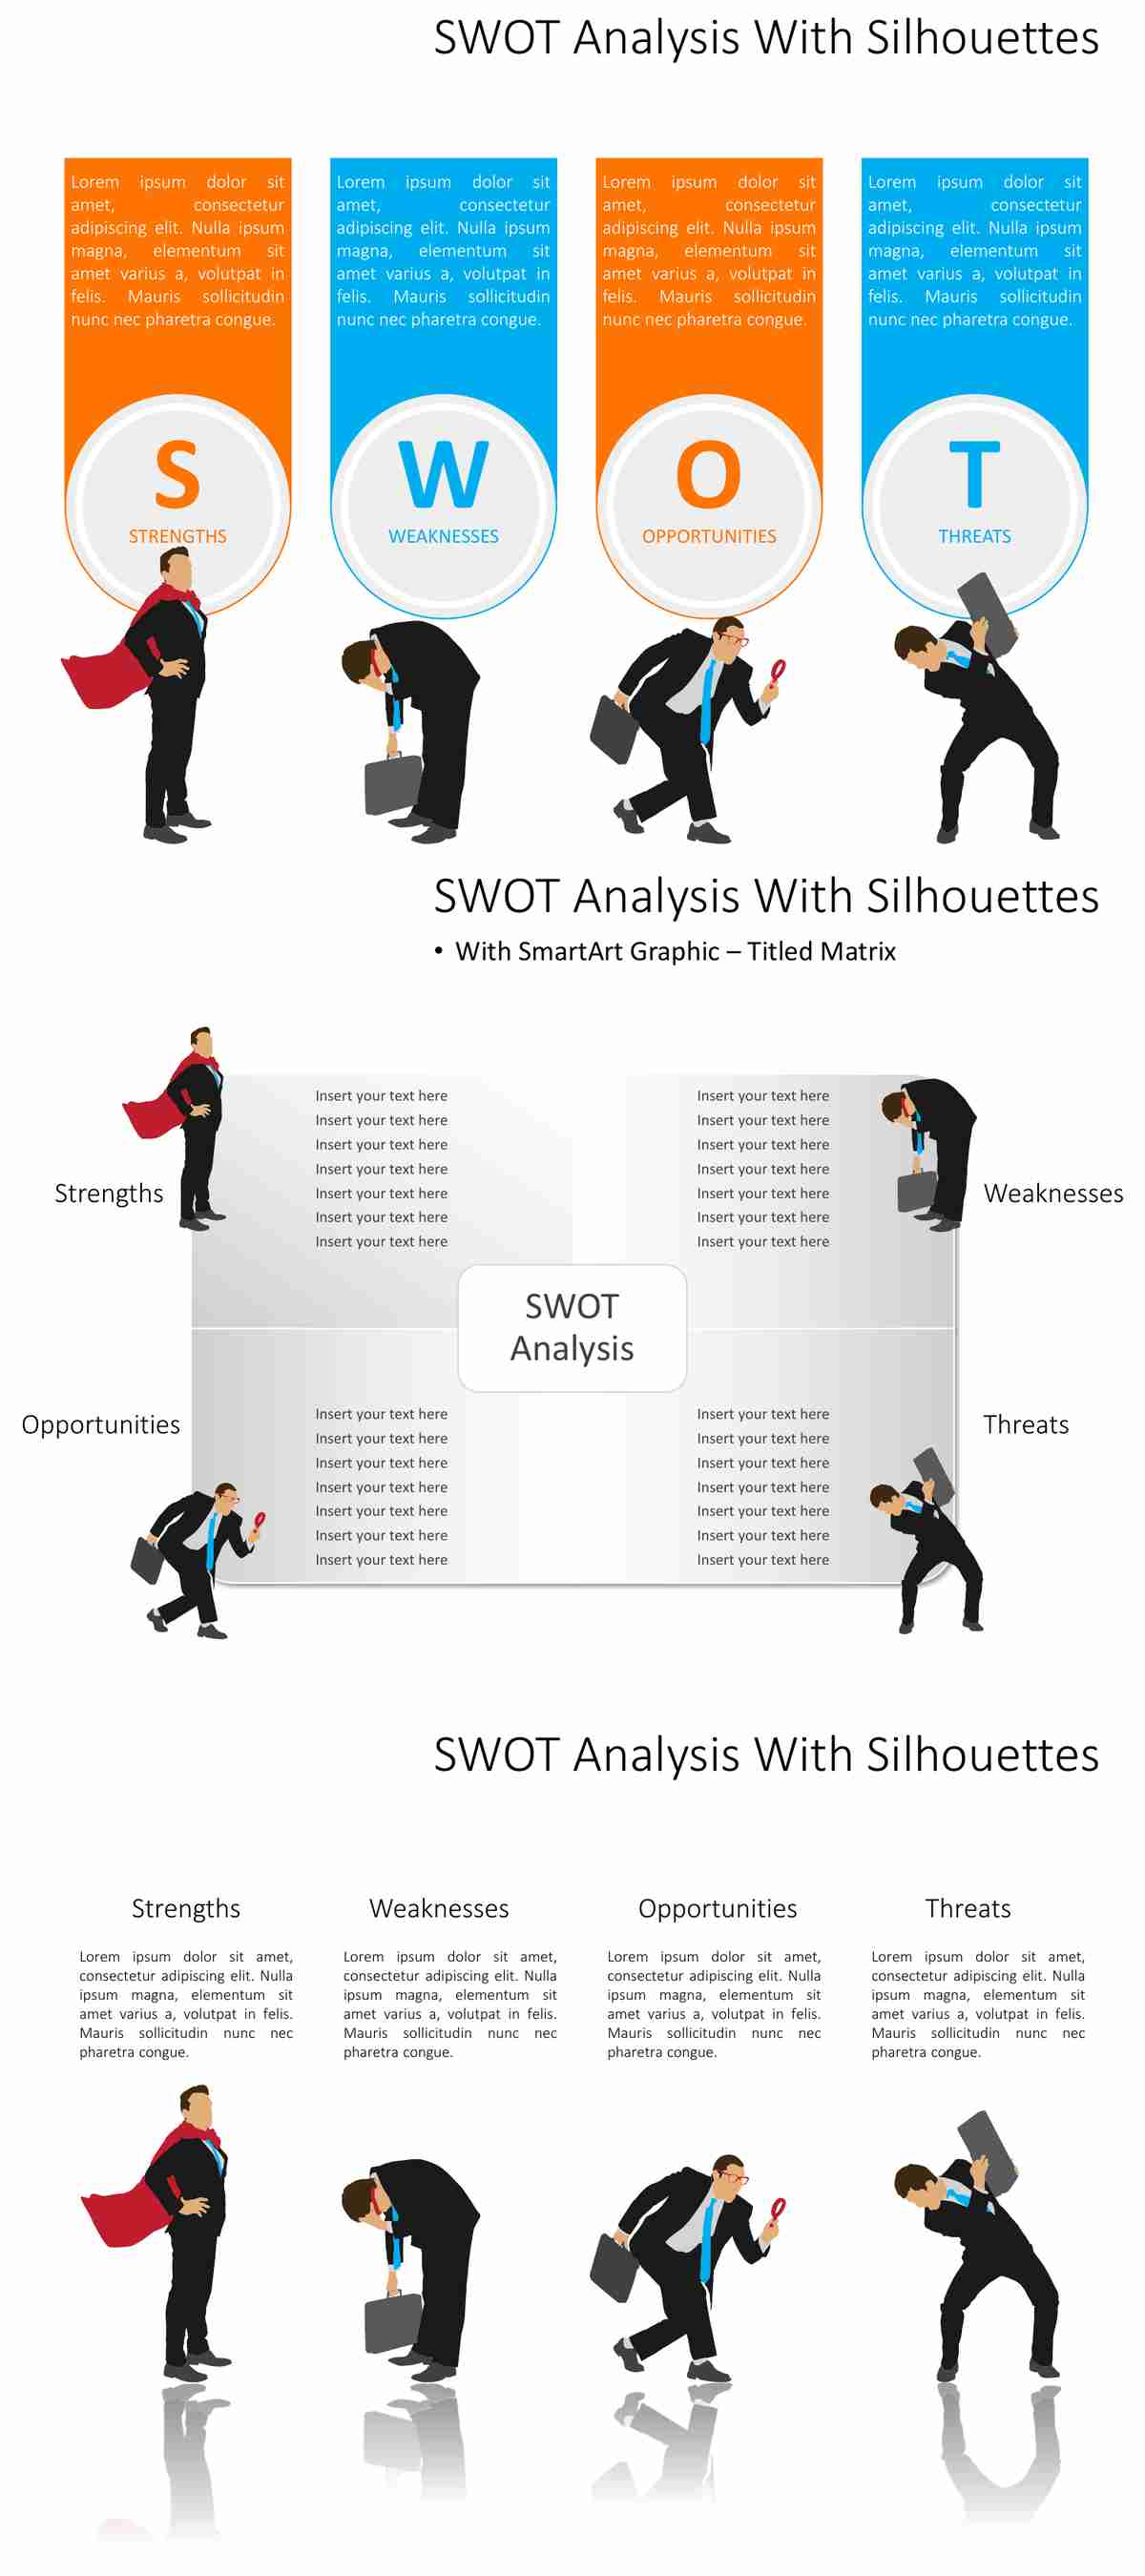 SWOT Analysis With Silhouettes
Lorem ipsum dolor sit
amet, consectetur
adipiscing elit. Nulla ipsum
magna, elementum sit
amet varius a, volutpat in
felis. Mauris sollicitudin
nunc nec pharetra congue.
S
STRENGTHS
Lorem ipsum dolor sit
amet, consectetur
adipiscing elit. Nulla ipsum
magna, elementum sit
amet varius a, volutpat in
felis. Mauris sollicitudin
nunc nec pharetra congue.
W
WEAKNESSES
Lorem ipsum dolor sit
amet, consectetur
adipiscing elit. Nulla ipsum
magna, elementum sit
amet varius a, volutpat in
felis. Mauris sollicitudin
nunc nec pharetra congue.
O
OPPORTUNITIES
Lorem ipsum dolor sit
amet, consectetur
adipiscing elit. Nulla ipsum
magna, elementum sit
amet varius a, volutpat in
felis. Mauris sollicitudin
nunc nec pharetra congue.
T
THREATS
SWOT Analysis With Silhouettes
• With SmartArt Graphic – Titled Matrix
Strengths
Insert your text here
Insert your text here
Insert your text here
Insert your text here
Insert your text here
Insert your text here
Insert your text here
Insert your text here
Insert your text here
Insert your text here
Insert your text here
Insert your text here
Insert your text here
Insert your text here
Weaknesses
SWOT
Analysis
Opportunities
Insert your text here
Insert your text here
Insert your text here
Insert your text here
Insert your text here
Insert your text here
Insert your text here
Insert your text here
Insert your text here
Insert your text here
Insert your text here
Insert your text here
Insert your text here
Insert your text here
Threats
SWOT Analysis With Silhouettes
Strengths
Lorem ipsum dolor sit amet,
consectetur adipiscing elit. Nulla
ipsum magna, elementum sit
amet varius a, volutpat in felis.
Mauris sollicitudin nunc nec
pharetra congue.
Weaknesses
Lorem ipsum dolor sit amet,
consectetur adipiscing elit. Nulla
ipsum magna, elementum sit
amet varius a, volutpat in felis.
Mauris sollicitudin nunc nec
pharetra congue.
Opportunities
Lorem ipsum dolor sit amet,
consectetur adipiscing elit. Nulla
ipsum magna, elementum sit
amet varius a, volutpat in felis.
Mauris sollicitudin nunc nec
pharetra congue.
Threats
Lorem ipsum dolor sit amet,
consectetur adipiscing elit. Nulla
ipsum magna, elementum sit
amet varius a, volutpat in felis.
Mauris sollicitudin nunc nec
pharetra congue.